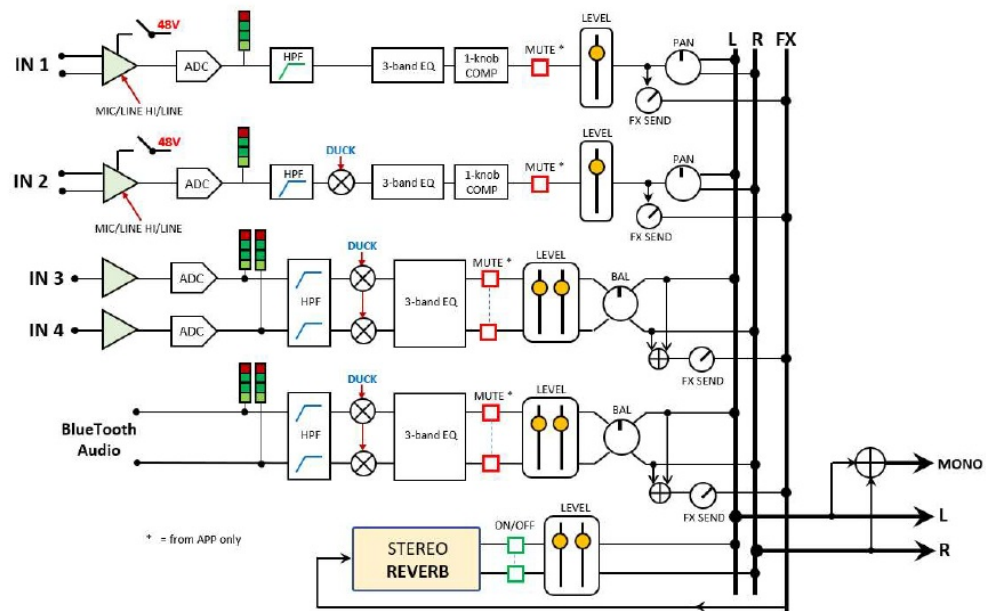 L R FX
48V
IN 1
ADC
HPF
3-band EQ
1-knob
COMP
MUTE *
LEVEL
PAN
MIC/LINE HI/LINE
FX SEND
48V
IN 2
ADC
HPF
DUCK
3-band EQ
1-knob
COMP
MUTE *
LEVEL
PAN
MIC/LINE HI/LINE
FX SEND
IN 3
ADC
HPF
DUCK
3-band EQ
MUTE *
LEVEL
BAL
IN 4
ADC
FX SEND
BlueTooth
Audio
HPF
DUCK
3-band EQ
MUTE *
LEVEL
BAL
FX SEND
MONO
L
R
* = from APP only
STEREO
REVERB
ON/OFF
LEVEL